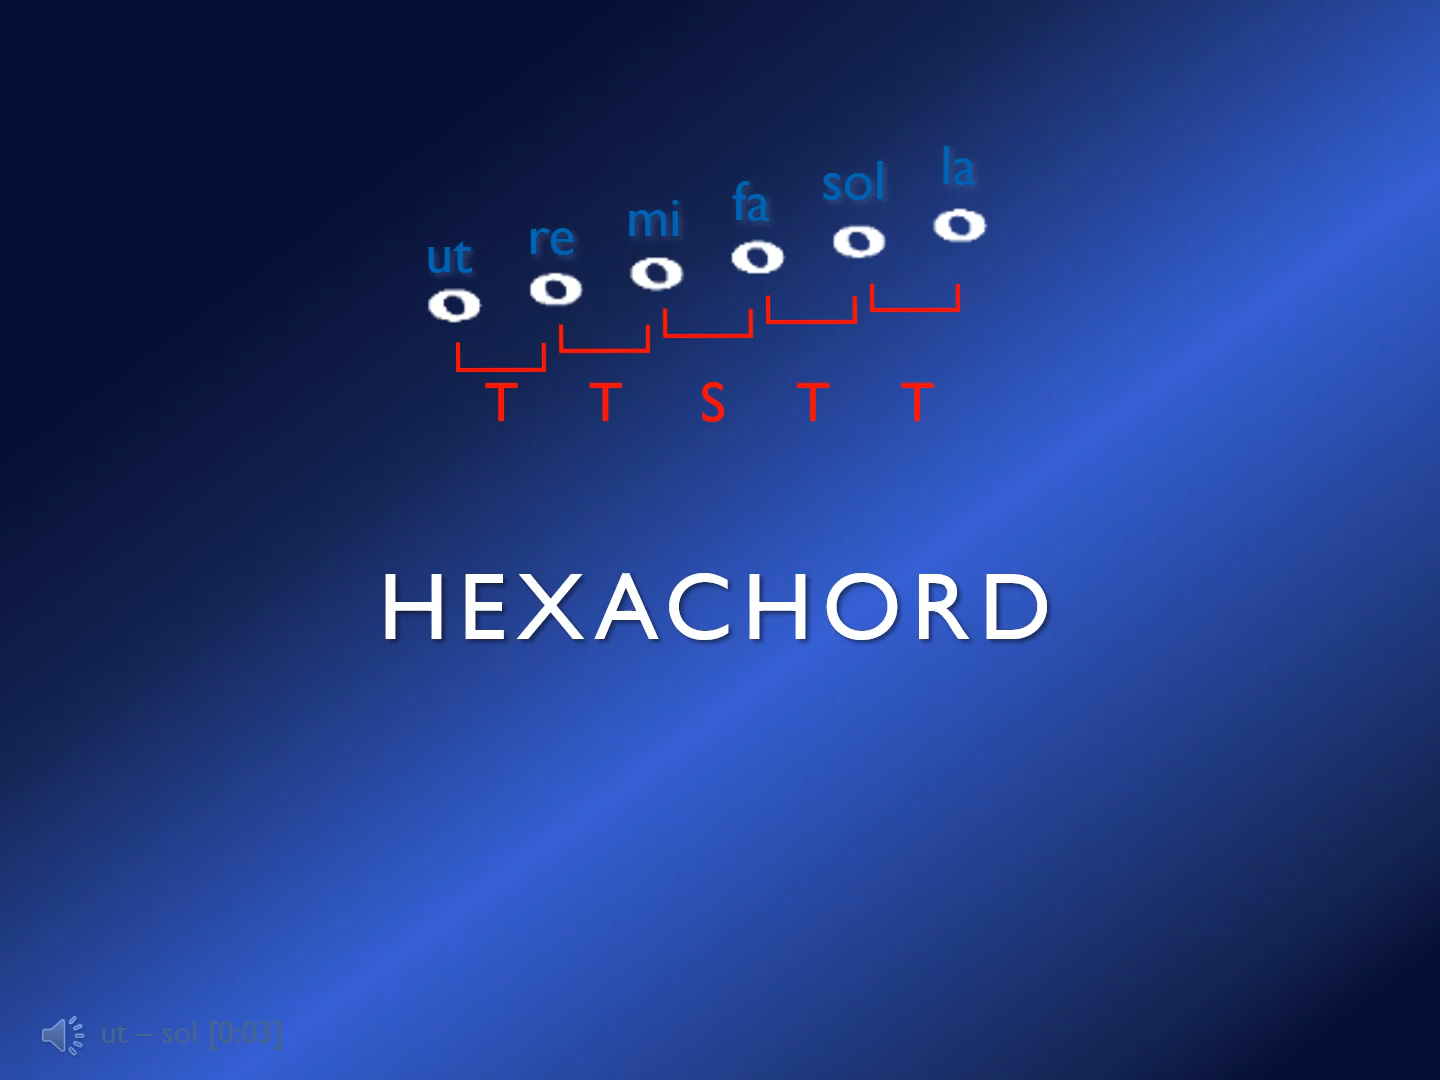 ut re mi fa sol la
T T S T T
HEXACHORD
ut – sol [0:03]